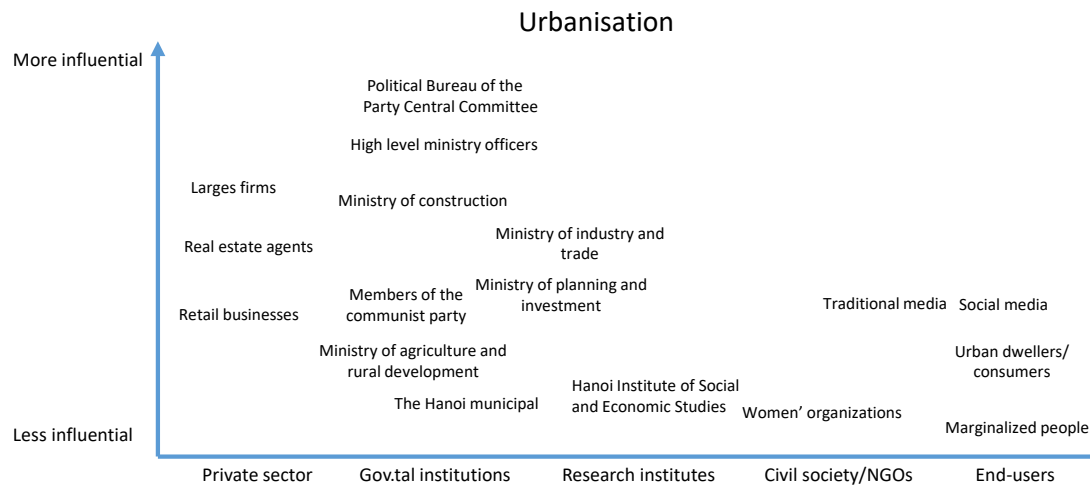 Urbanisation
More influential
Political Bureau of the
Party Central Committee
High level ministry officers
Larges firms
Ministry of construction
Ministry of industry and
trade
Real estate agents
Ministry of planning and
investment
Members of the
communist party
Traditional media
Social media
Retail businesses
Ministry of agriculture and
rural development
Urban dwellers/
consumers
Hanoi Institute of Social
and Economic Studies
The Hanoi municipal
Women' organizations
Marginalized people
Less influential
Private sector
Gov.tal institutions
Research institutes
Civil society/NGOs
End-users